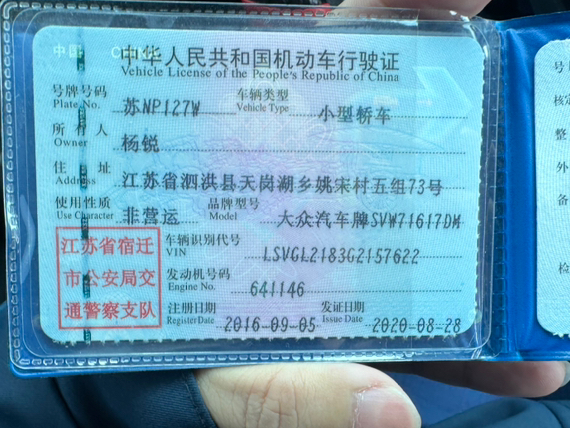 中华人民共和国机动车行驶证
Vehicle License of the People's Republic of China
号牌号码 Plate No. 苏NP127W 车辆类型 Vehicle Type 小型轿车
所有人 Owner 杨锐
住址 Address 江苏省泗洪县天岗湖乡姚宋村五组73号
使用性质 Use Character 非营运 品牌型号 Model 大众汽车牌SVW71617DM
江苏省宿迁
市公安局交
通警察支队
车辆识别代号 VIN LSVGL2183G2157622
发动机号码 Engine No. 641146
注册日期 Register Date 2016-09-05 发证日期 Issue Date 2020-08-28